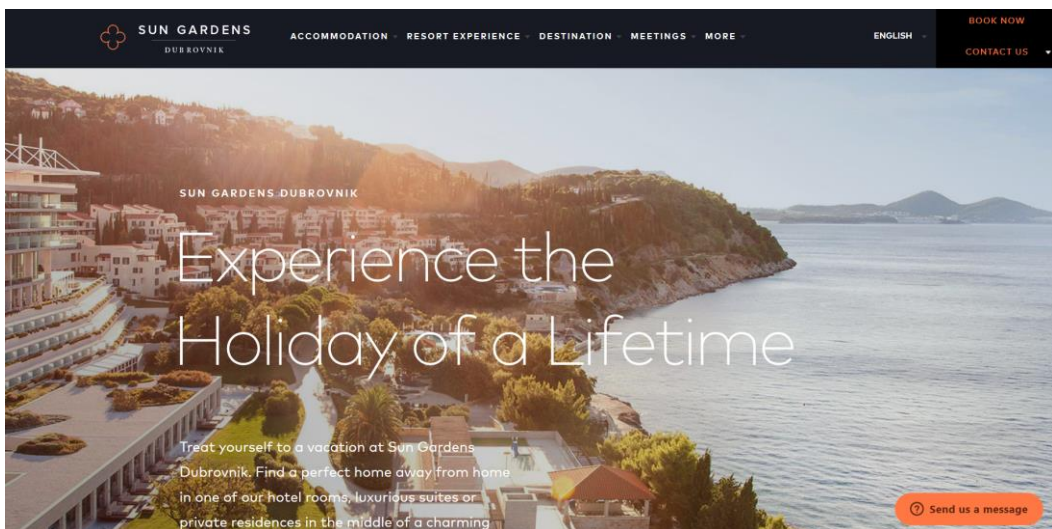 SUN GARDENS
DUBROVNIK
ACCOMMODATION
RESORT EXPERIENCE
DESTINATION
MEETINGS
MORE
ENGLISH
BOOK NOW
CONTACT US
SUN GARDENS DUBROVNIK
Experience the
Holiday of a Lifetime
Treat yourself to a vacation at Sun Gardens
Dubrovnik. Find a perfect home away from home
in one of our hotel rooms, luxurious suites or
private residences in the middle of a charming
Send us a message